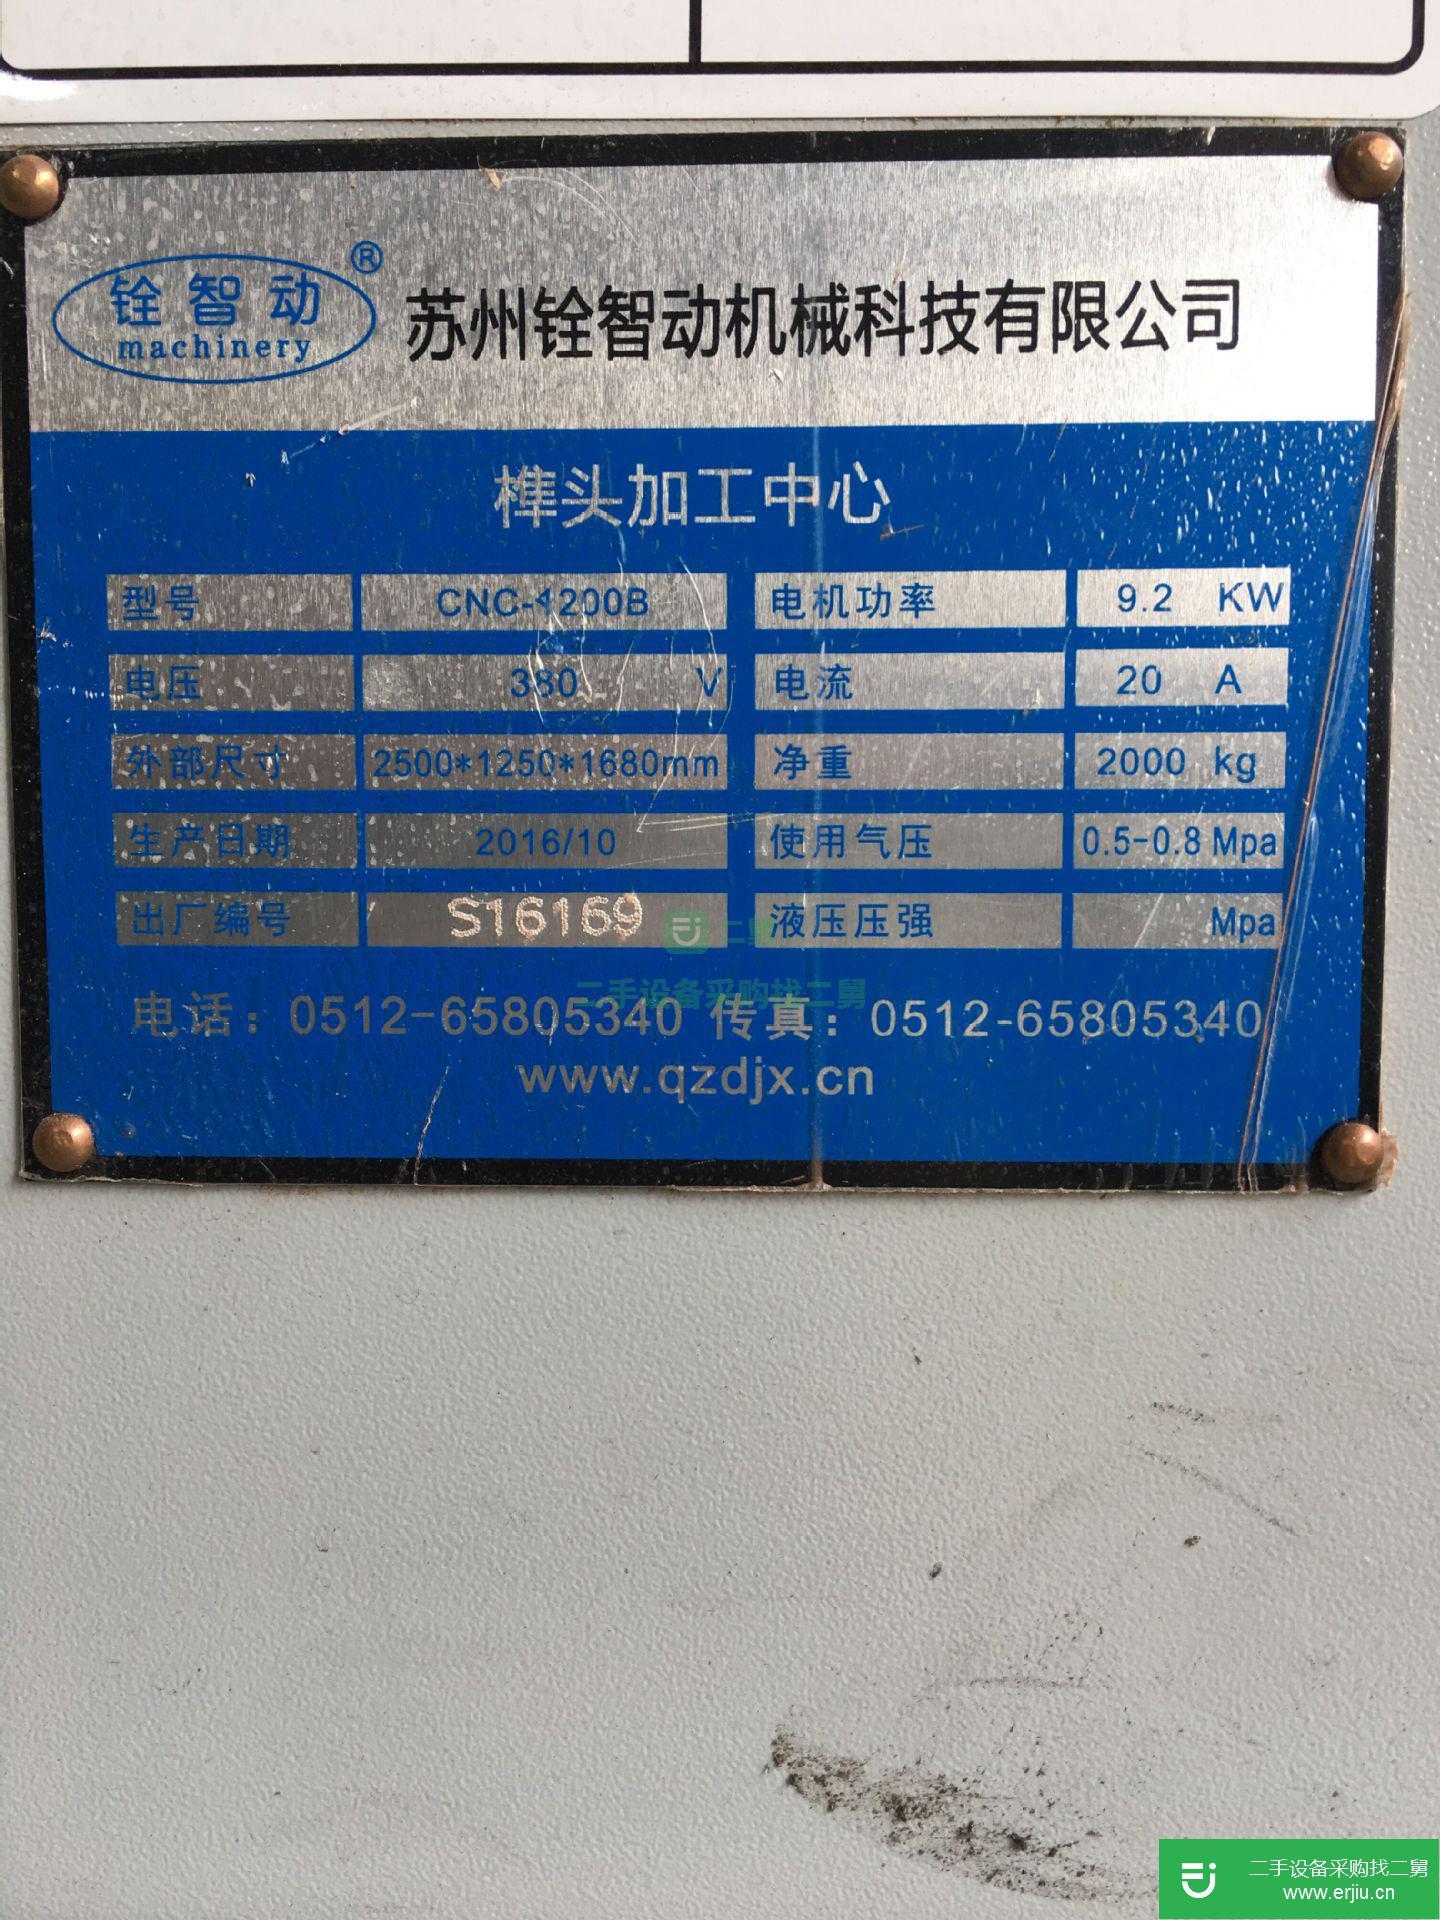 铨智动®
machinery
苏州铨智动机械科技有限公司
榫头加工中心
型号 CNC-1200B 电机功率 9.2 KW
电压 380 V 电流 20 A
外部尺寸 2500*1250*1680mm 净重 2000 kg
生产日期 2016/10 使用气压 0.5-0.8 Mpa
出厂编号 S16169 液压压强 Mpa
二舅
二手设备采购找二舅
电话：0512-65805340 传真：0512-65805340
www.qzdjx.cn
二手设备采购找二舅
www.erjiu.cn